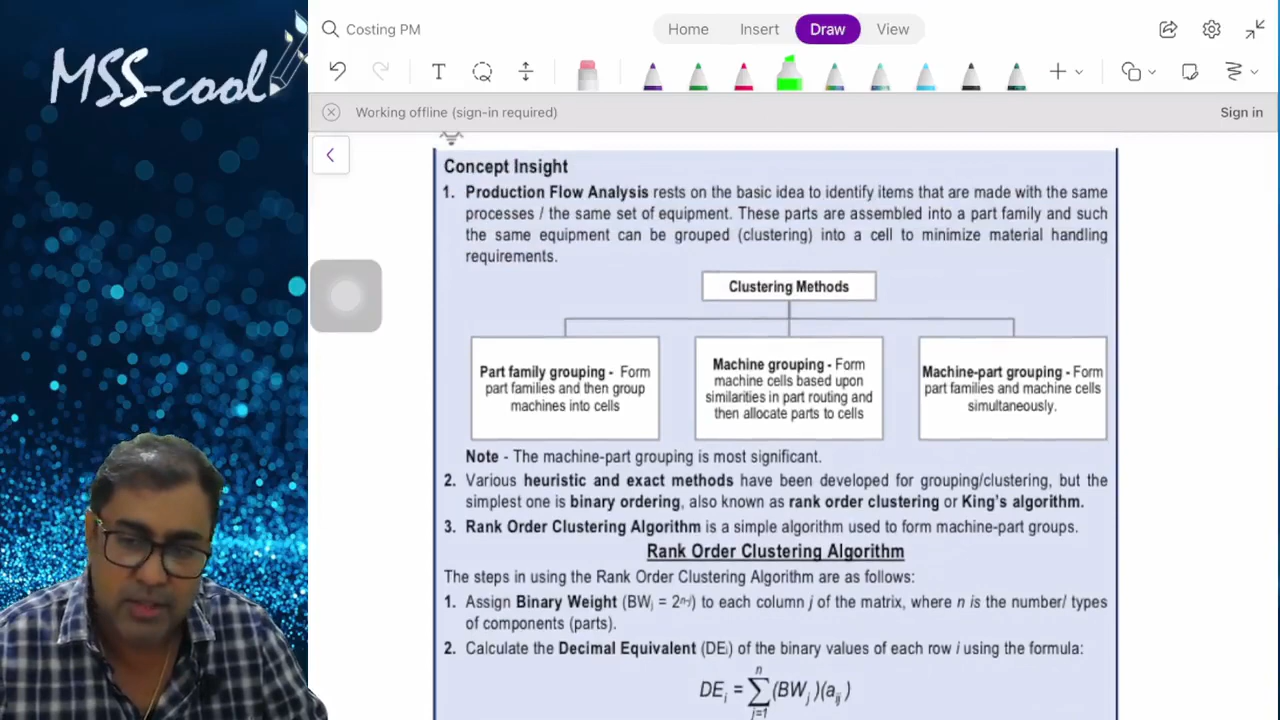 MSS-cool
Costing PM
Home
Insert
Draw
View
Working offline (sign-in required)
Sign in
Concept Insight
1. Production Flow Analysis rests on the basic idea to identify items that are made with the same
processes / the same set of equipment. These parts are assembled into a part family and such
the same equipment can be grouped (clustering) into a cell to minimize material handling
requirements.
Clustering Methods
Part family grouping - Form
part families and then group
machines into cells
Machine grouping - Form
machine cells based upon
similarities in part routing and
then allocate parts to cells
Machine-part grouping - Form
part families and machine cells
simultaneously.
Note - The machine-part grouping is most significant.
2. Various heuristic and exact methods have been developed for grouping/clustering, but the
simplest one is binary ordering, also known as rank order clustering or King's algorithm.
3. Rank Order Clustering Algorithm is a simple algorithm used to form machine-part groups.
Rank Order Clustering Algorithm
The steps in using the Rank Order Clustering Algorithm are as follows:
1. Assign Binary Weight (BWj = 2ⁿ⁻ʲ) to each column j of the matrix, where n is the number/ types
of components (parts).
2. Calculate the Decimal Equivalent (DEi) of the binary values of each row i using the formula:
n
DEi = ∑(BWj)(aij)
j=1